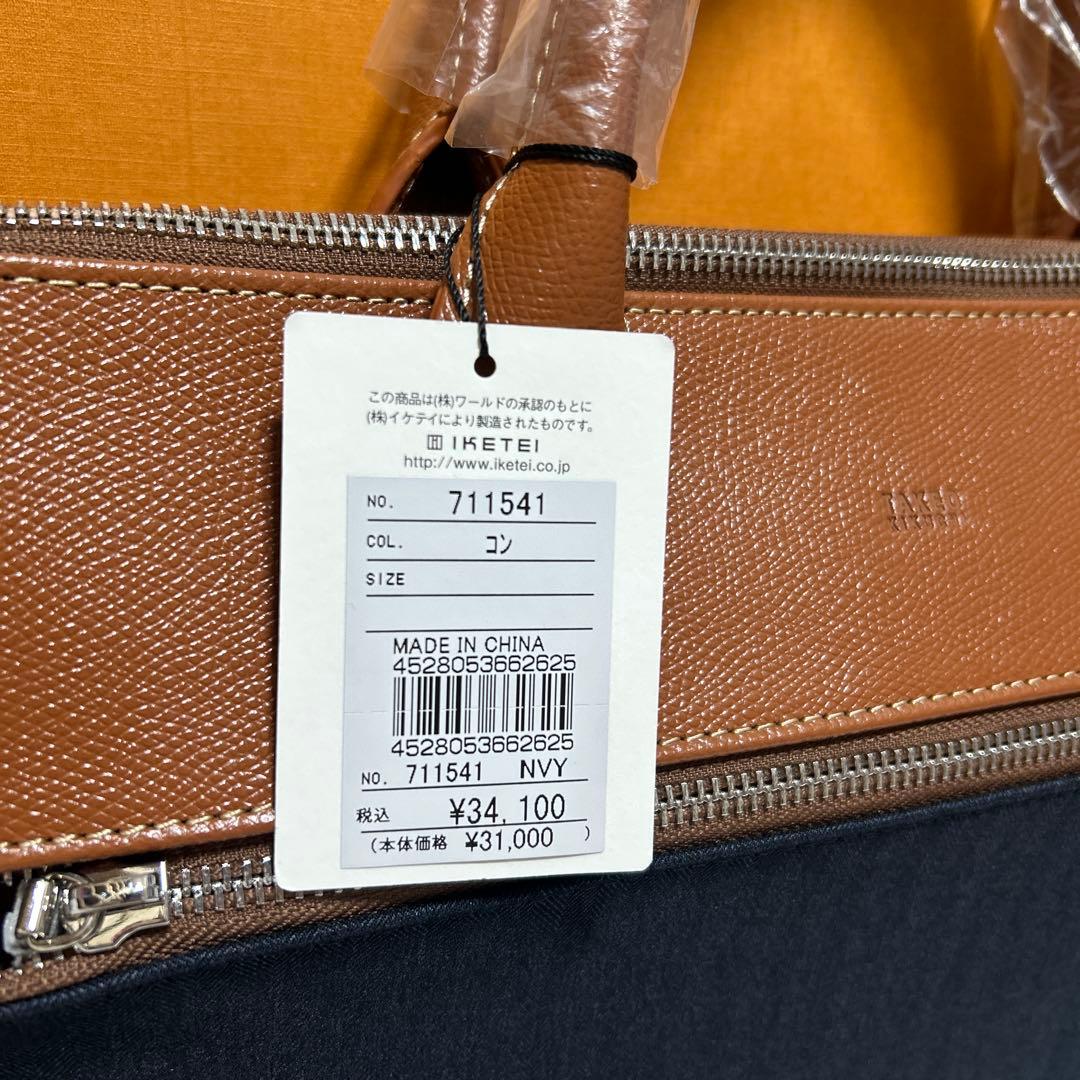 この商品は(株)ワールドの承認のもとに
(株)イケテイにより製造されたものです。
IKETEI
http://www.iketei.co.jp
NO. 711541
COL. コン
SIZE
MADE IN CHINA
4528053662625
4528053662625
NO. 711541 NVY
税込 ¥34,100
(本体価格 ¥31,000 )
TAKEO
KIKUCHI